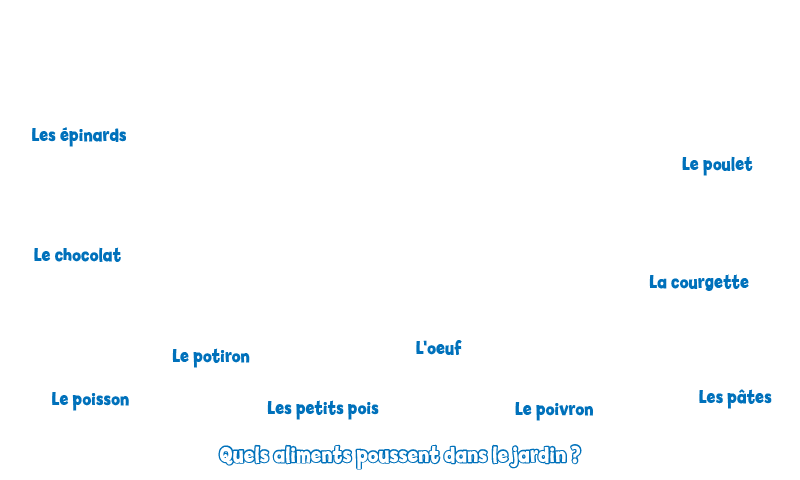 Les épinards
Le poulet
Le chocolat
La courgette
L'oeuf
Le potiron
Le poisson
Les pâtes
Les petits pois
Le poivron
Quels aliments poussent dans le jardin ?